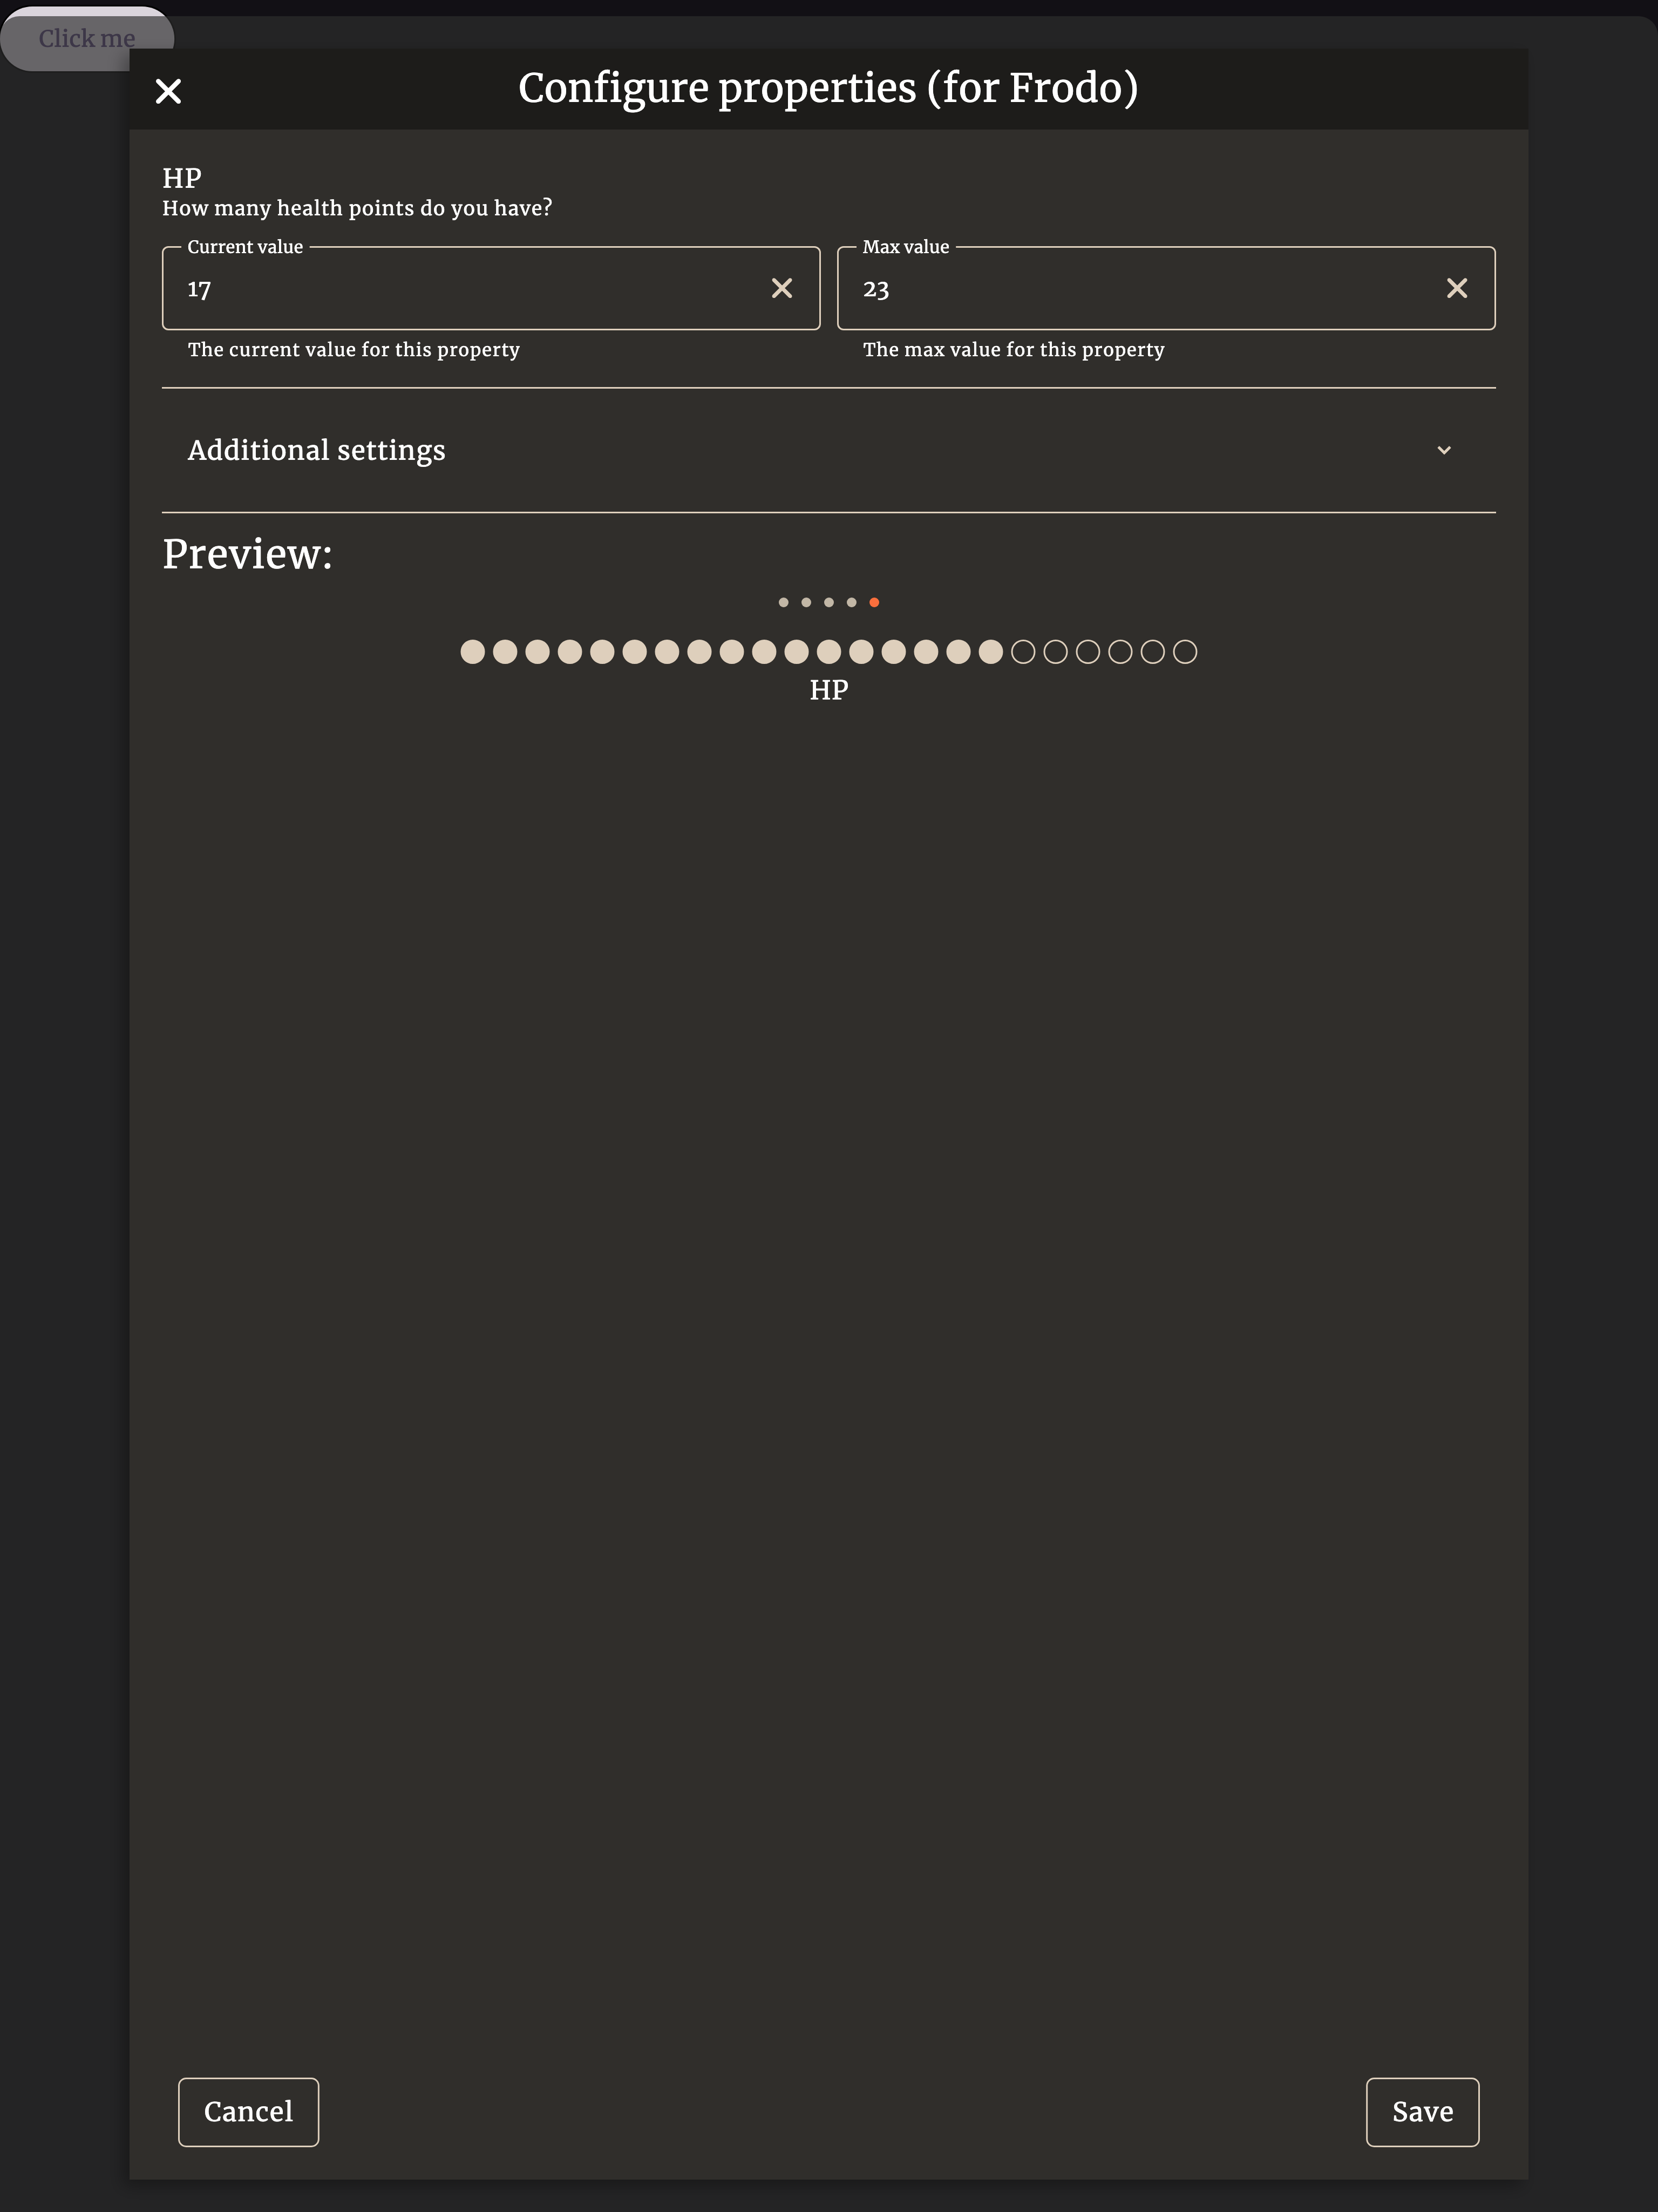 Click me
Configure properties (for Frodo)
HP
How many health points do you have?
Current value
17
The current value for this property
Max value
23
The max value for this property
Additional settings
Preview:
HP
Cancel
Save